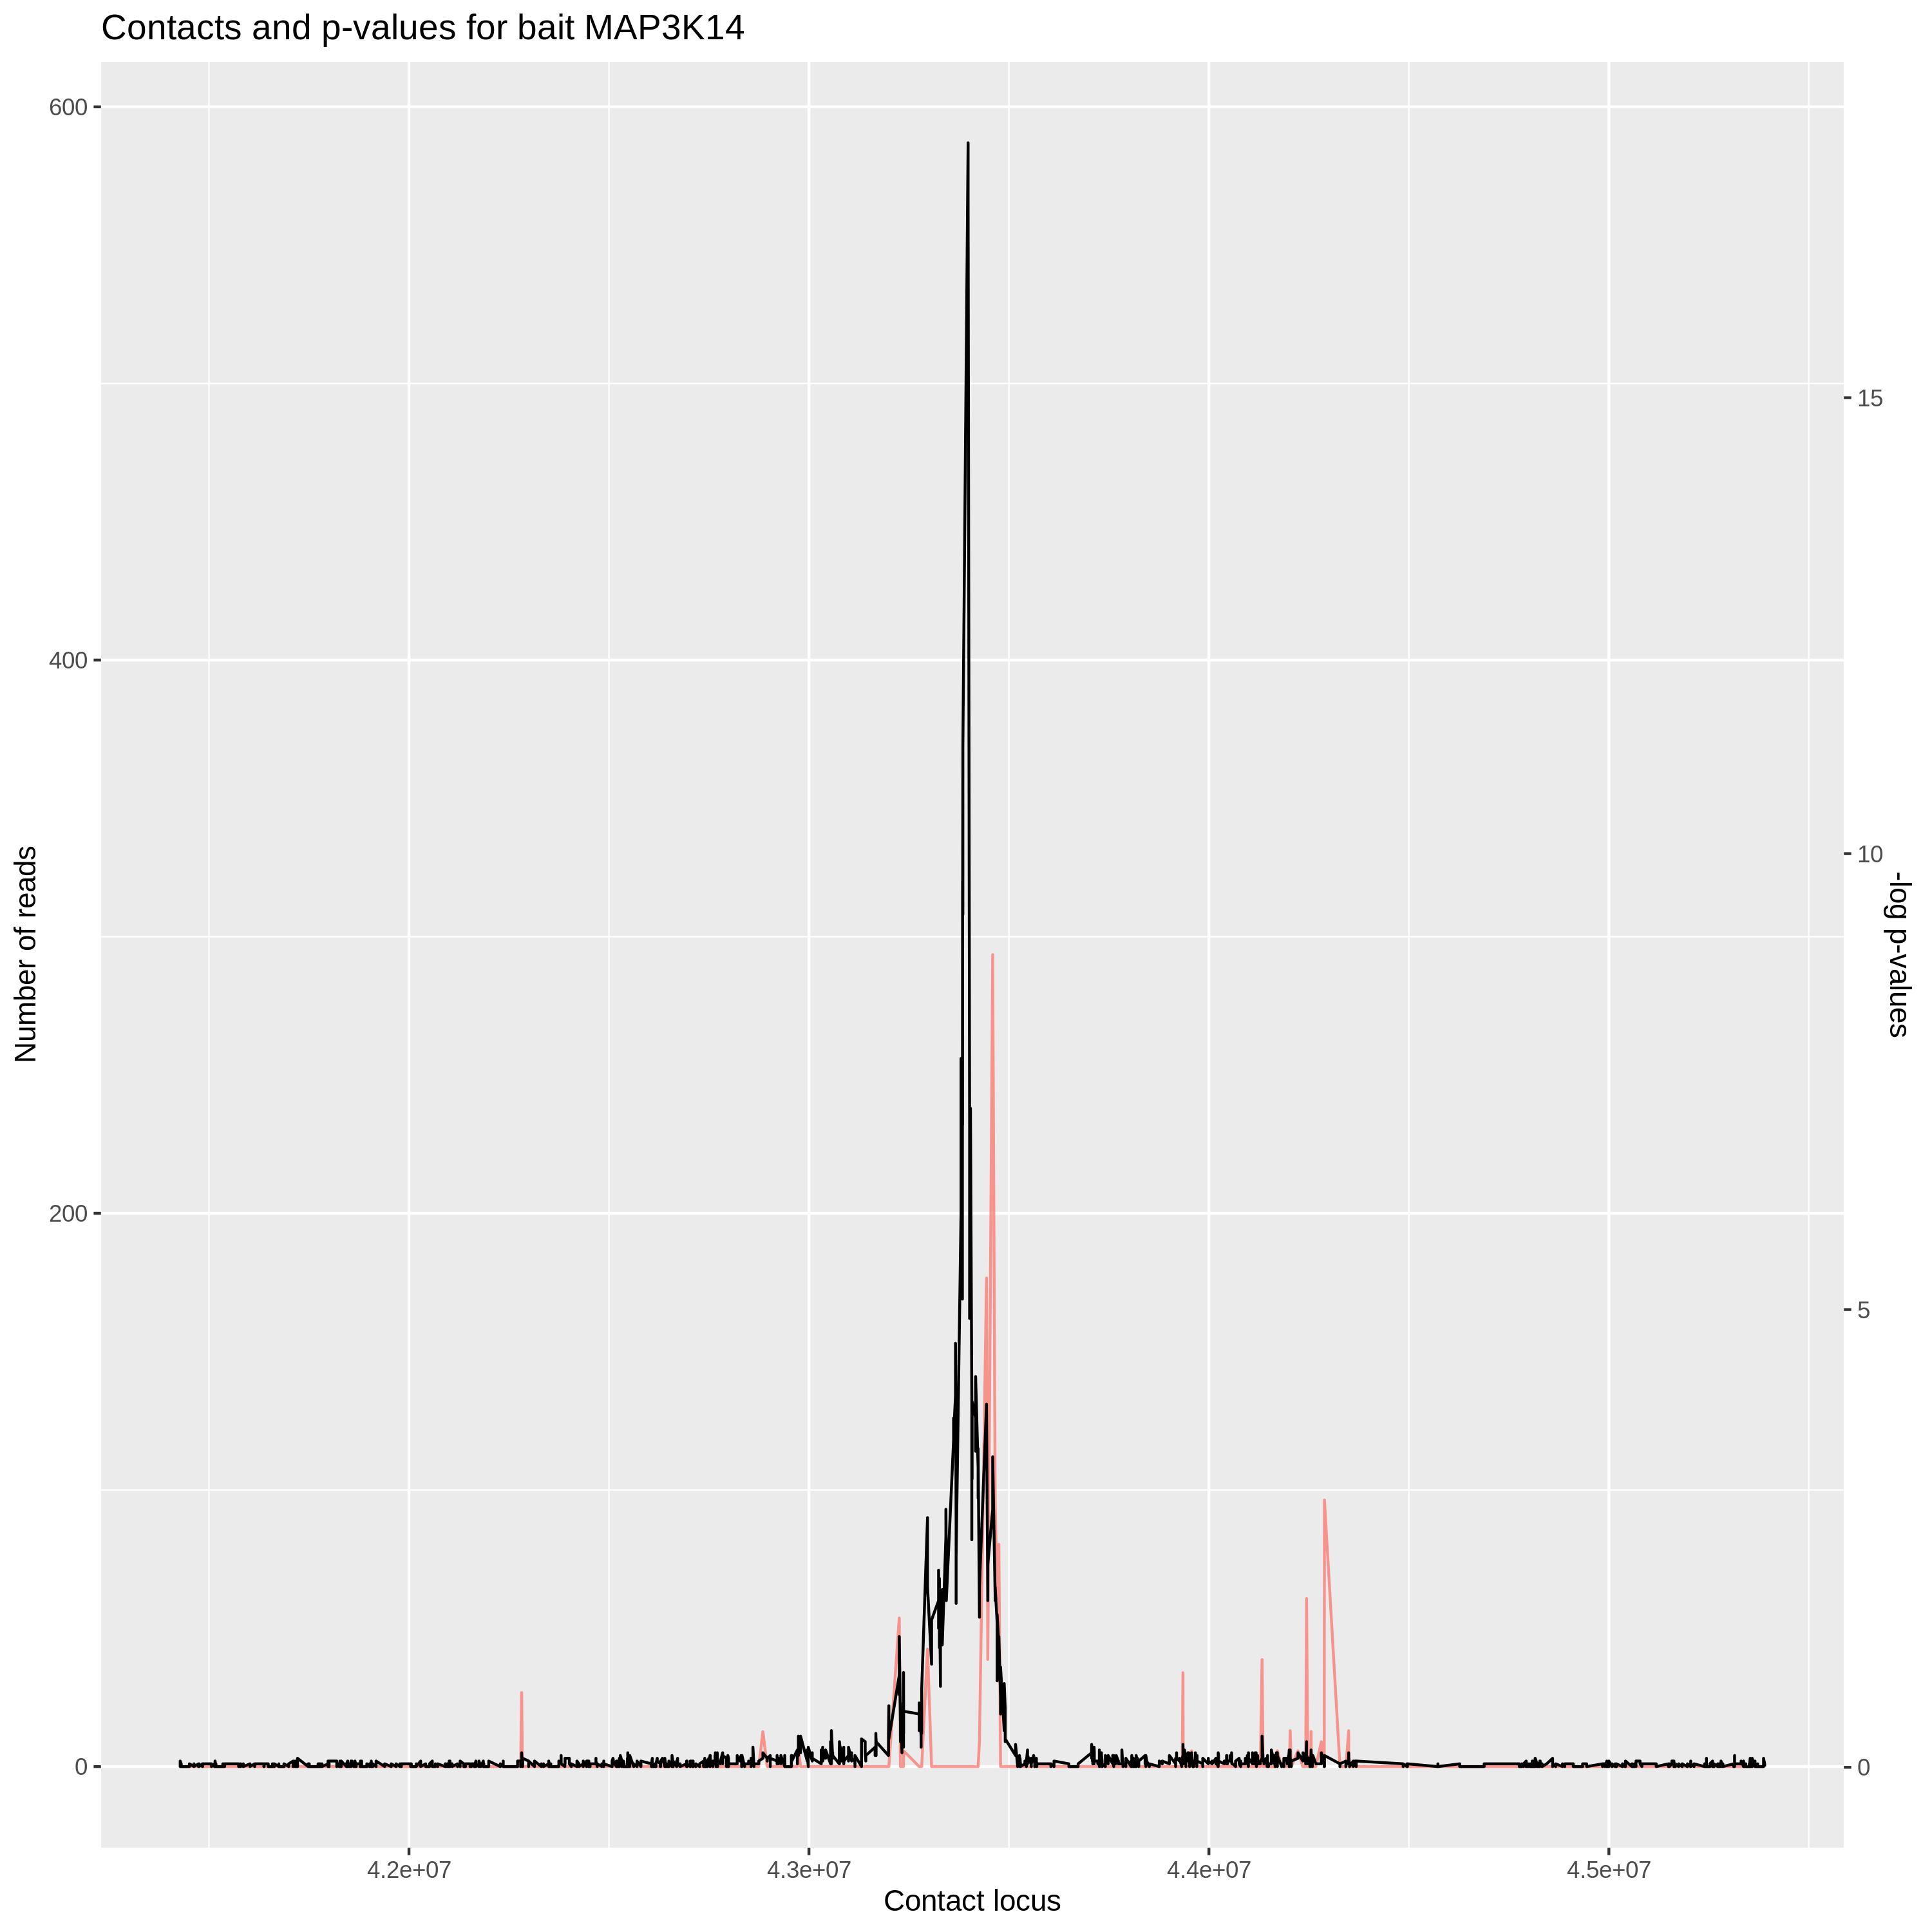 Contacts and p-values for bait MAP3K14
600
400
200
0
Number of reads
15
10
5
0
-log p-values
4.2e+07
4.3e+07
4.4e+07
4.5e+07
Contact locus